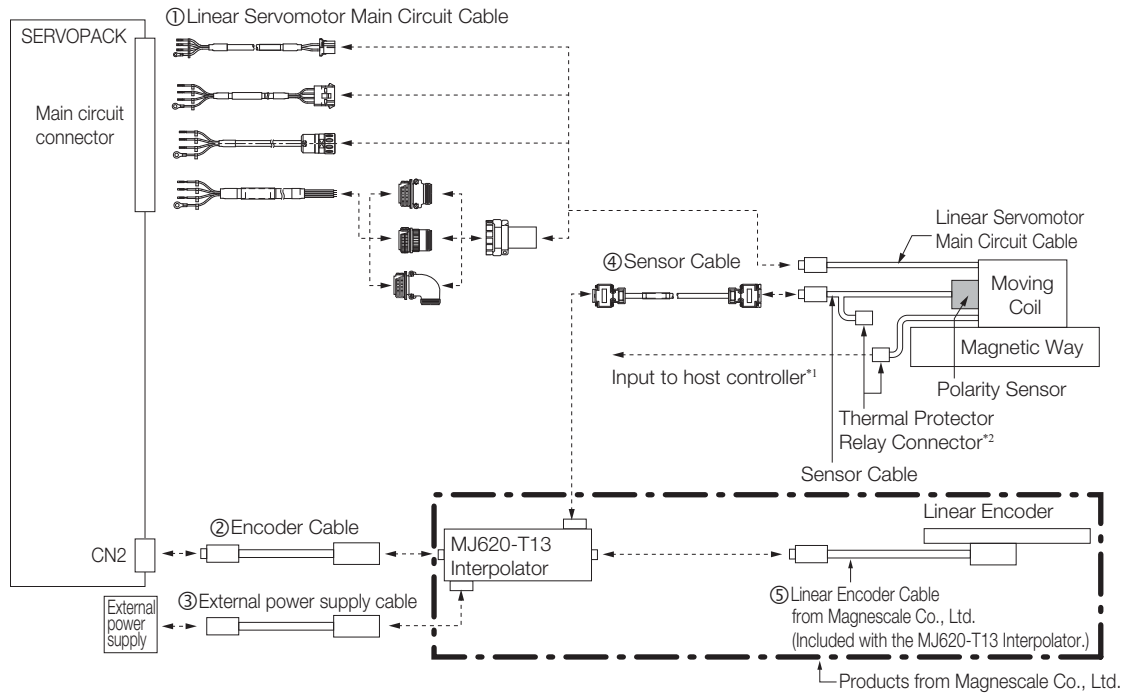 ①Linear Servomotor Main Circuit Cable
SERVOPACK
Main circuit
connector
Linear Servomotor
Main Circuit Cable
④Sensor Cable
Moving
Coil
Magnetic Way
Input to host controller*1
Polarity Sensor
Thermal Protector
Relay Connector*2
Sensor Cable
Linear Encoder
②Encoder Cable
MJ620-T13
Interpolator
CN2
③External power supply cable
External
power
supply
⑤Linear Encoder Cable
from Magnescale Co., Ltd.
(Included with the MJ620-T13 Interpolator.)
Products from Magnescale Co., Ltd.